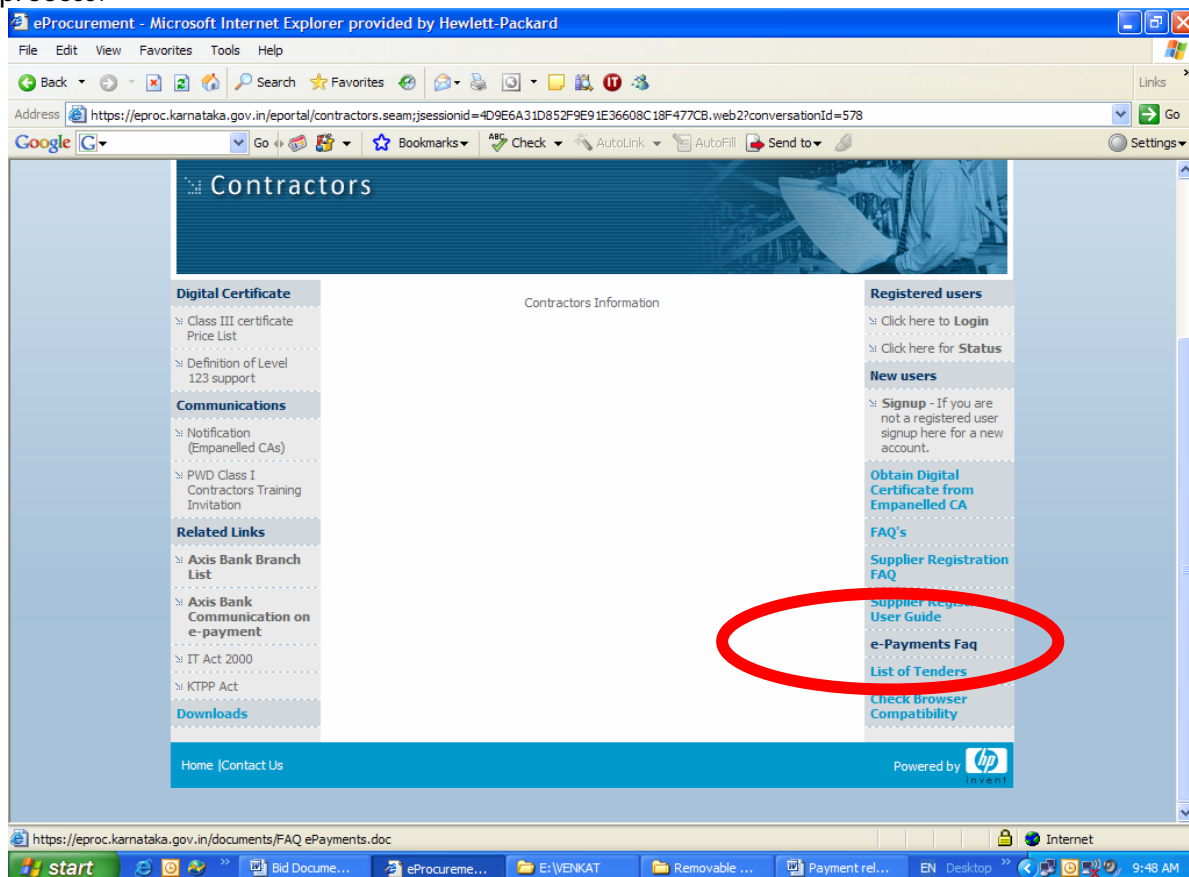 eProcurement - Microsoft Internet Explorer provided by Hewlett-Packard
File Edit View Favorites Tools Help
Back Search Favorites Links
Address https://eproc.karnataka.gov.in/eportal/contractors.seam;jsessionid=4D9E6A31D852F9E91E36608C18F477CB.web2?conversationId=578 Go
Google G Go Bookmarks ABC Check AutoLink AutoFill Send to Settings
Contractors
Digital Certificate
Class III certificate
Price List
Definition of Level
123 support
Communications
Notification
(Empanelled CAs)
PWD Class I
Contractors Training
Invitation
Related Links
Axis Bank Branch
List
Axis Bank
Communication on
e-payment
IT Act 2000
KTPP Act
Downloads
Contractors Information
Registered users
Click here to Login
Click here for Status
New users
Signup - If you are
not a registered user
signup here for a new
account.
Obtain Digital
Certificate from
Empanelled CA
FAQ's
Supplier Registration
FAQ
Supplier
User Guide
e-Payments Faq
List of Tenders
Check Browser
Compatibility
Home |Contact Us
Powered by hp
invent
https://eproc.karnataka.gov.in/documents/FAQ ePayments.doc Internet
start Bid Docume... eProcureme... E:\VENKAT Removable ... Payment rel... EN Desktop 9:48 AM